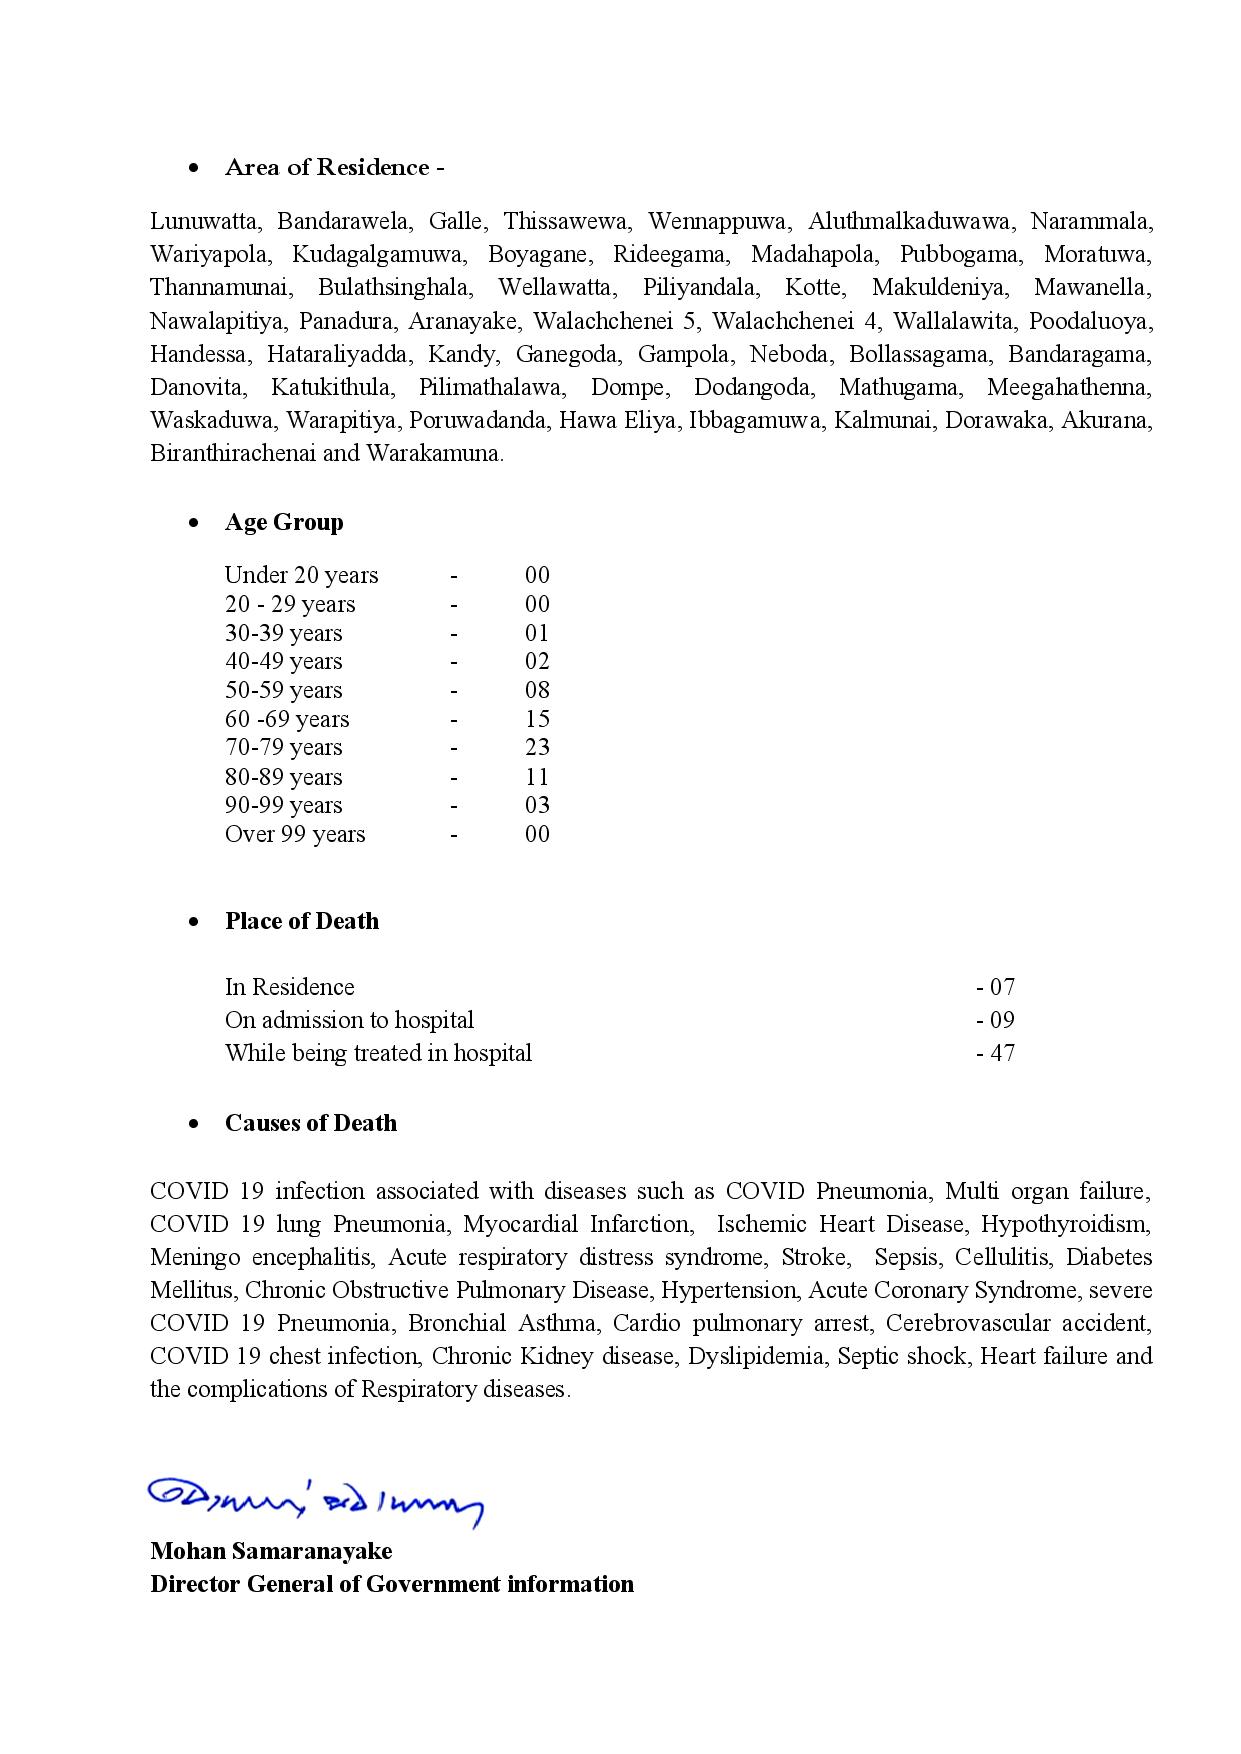 • Area of Residence -
Lunuwatta, Bandarawela, Galle, Thissawewa, Wennappuwa, Aluthmalkaduwawa, Narammala,
Wariyapola, Kudagalgamuwa, Boyagane, Rideegama, Madahapola, Pubbogama, Moratuwa,
Thannamunai, Bulathsinghala, Wellawatta, Piliyandala, Kotte, Makuldeniya, Mawanella,
Nawalapitiya, Panadura, Aranayake, Walachchenei 5, Walachchenei 4, Wallalawita, Poodaluoya,
Handessa, Hataraliyadda, Kandy, Ganegoda, Gampola, Neboda, Bollassagama, Bandaragama,
Danovita, Katukithula, Pilimathalawa, Dompe, Dodangoda, Mathugama, Meegahathenna,
Waskaduwa, Warapitiya, Poruwadanda, Hawa Eliya, Ibbagamuwa, Kalmunai, Dorawaka, Akurana,
Biranthirachenai and Warakamuna.
• Age Group
Under 20 years - 00
20 - 29 years - 00
30-39 years - 01
40-49 years - 02
50-59 years - 08
60 -69 years - 15
70-79 years - 23
80-89 years - 11
90-99 years - 03
Over 99 years - 00
• Place of Death
In Residence - 07
On admission to hospital - 09
While being treated in hospital - 47
• Causes of Death
COVID 19 infection associated with diseases such as COVID Pneumonia, Multi organ failure,
COVID 19 lung Pneumonia, Myocardial Infarction, Ischemic Heart Disease, Hypothyroidism,
Meningo encephalitis, Acute respiratory distress syndrome, Stroke, Sepsis, Cellulitis, Diabetes
Mellitus, Chronic Obstructive Pulmonary Disease, Hypertension, Acute Coronary Syndrome, severe
COVID 19 Pneumonia, Bronchial Asthma, Cardio pulmonary arrest, Cerebrovascular accident,
COVID 19 chest infection, Chronic Kidney disease, Dyslipidemia, Septic shock, Heart failure and
the complications of Respiratory diseases.
Mohan Samaranayake
Director General of Government information